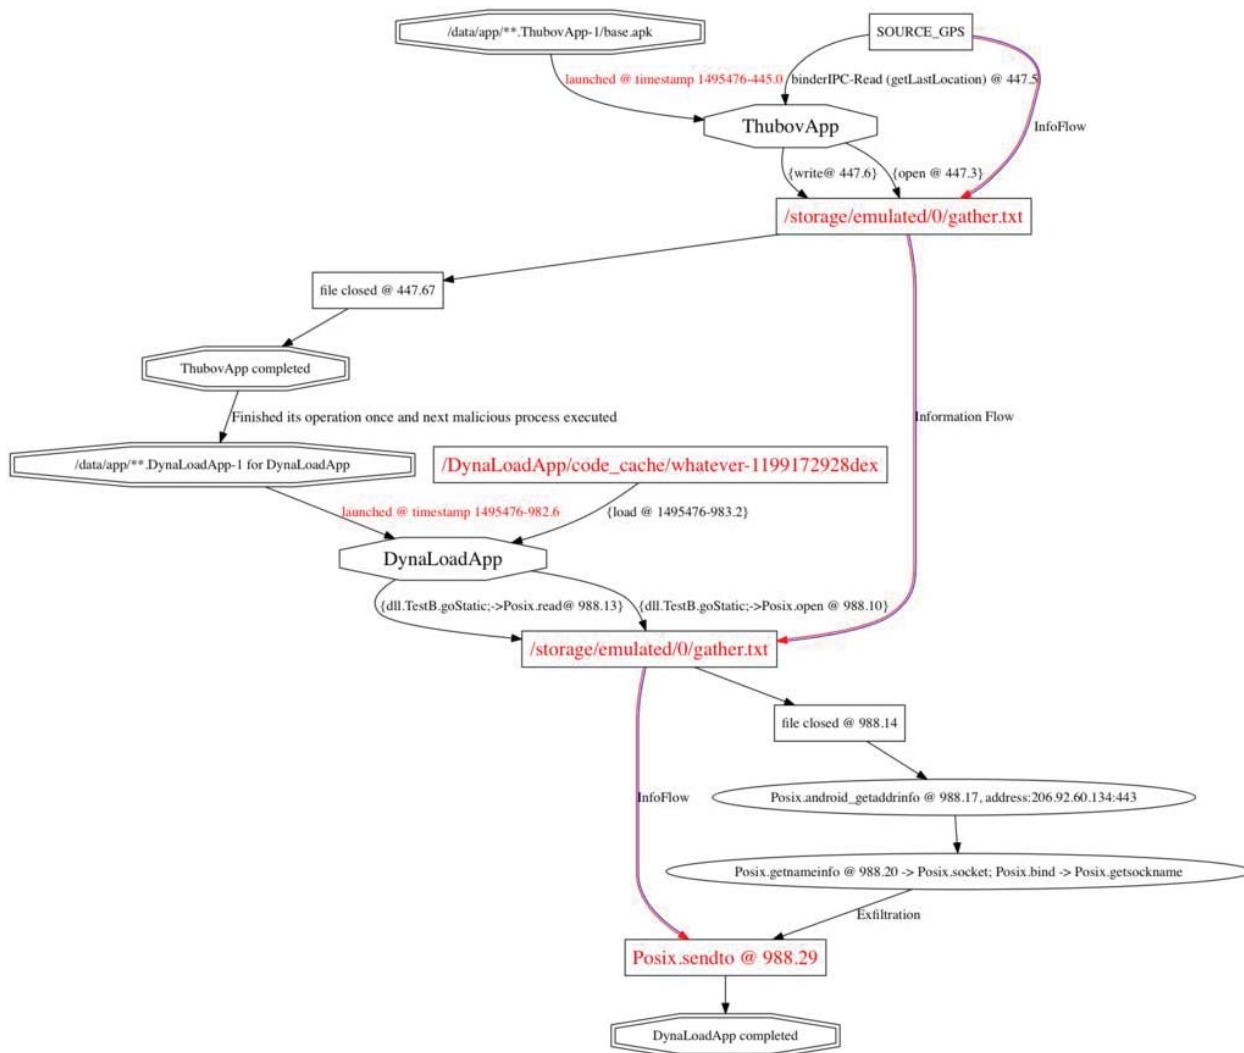 /data/app/**.ThubovApp-1/base.apk
SOURCE_GPS
launched @ timestamp 1495476-445.0
binderIPC-Read (getLastLocation) @ 447.5
ThubovApp
InfoFlow
{write@ 447.6}
{open @ 447.3}
/storage/emulated/0/gather.txt
file closed @ 447.67
ThubovApp completed
Finished its operation once and next malicious process executed
Information Flow
/data/app/**.DynaLoadApp-1 for DynaLoadApp
/DynaLoadApp/code_cache/whatever-1199172928dex
launched @ timestamp 1495476-982.6
{load @ 1495476-983.2}
DynaLoadApp
{dll.TestB.goStatic;->Posix.read@ 988.13}
{dll.TestB.goStatic;->Posix.open @ 988.10}
/storage/emulated/0/gather.txt
file closed @ 988.14
InfoFlow
Posix.android_getaddrinfo @ 988.17, address:206.92.60.134:443
Posix.getnameinfo @ 988.20 -> Posix.socket; Posix.bind -> Posix.getsockname
Exfiltration
Posix.sendto @ 988.29
DynaLoadApp completed